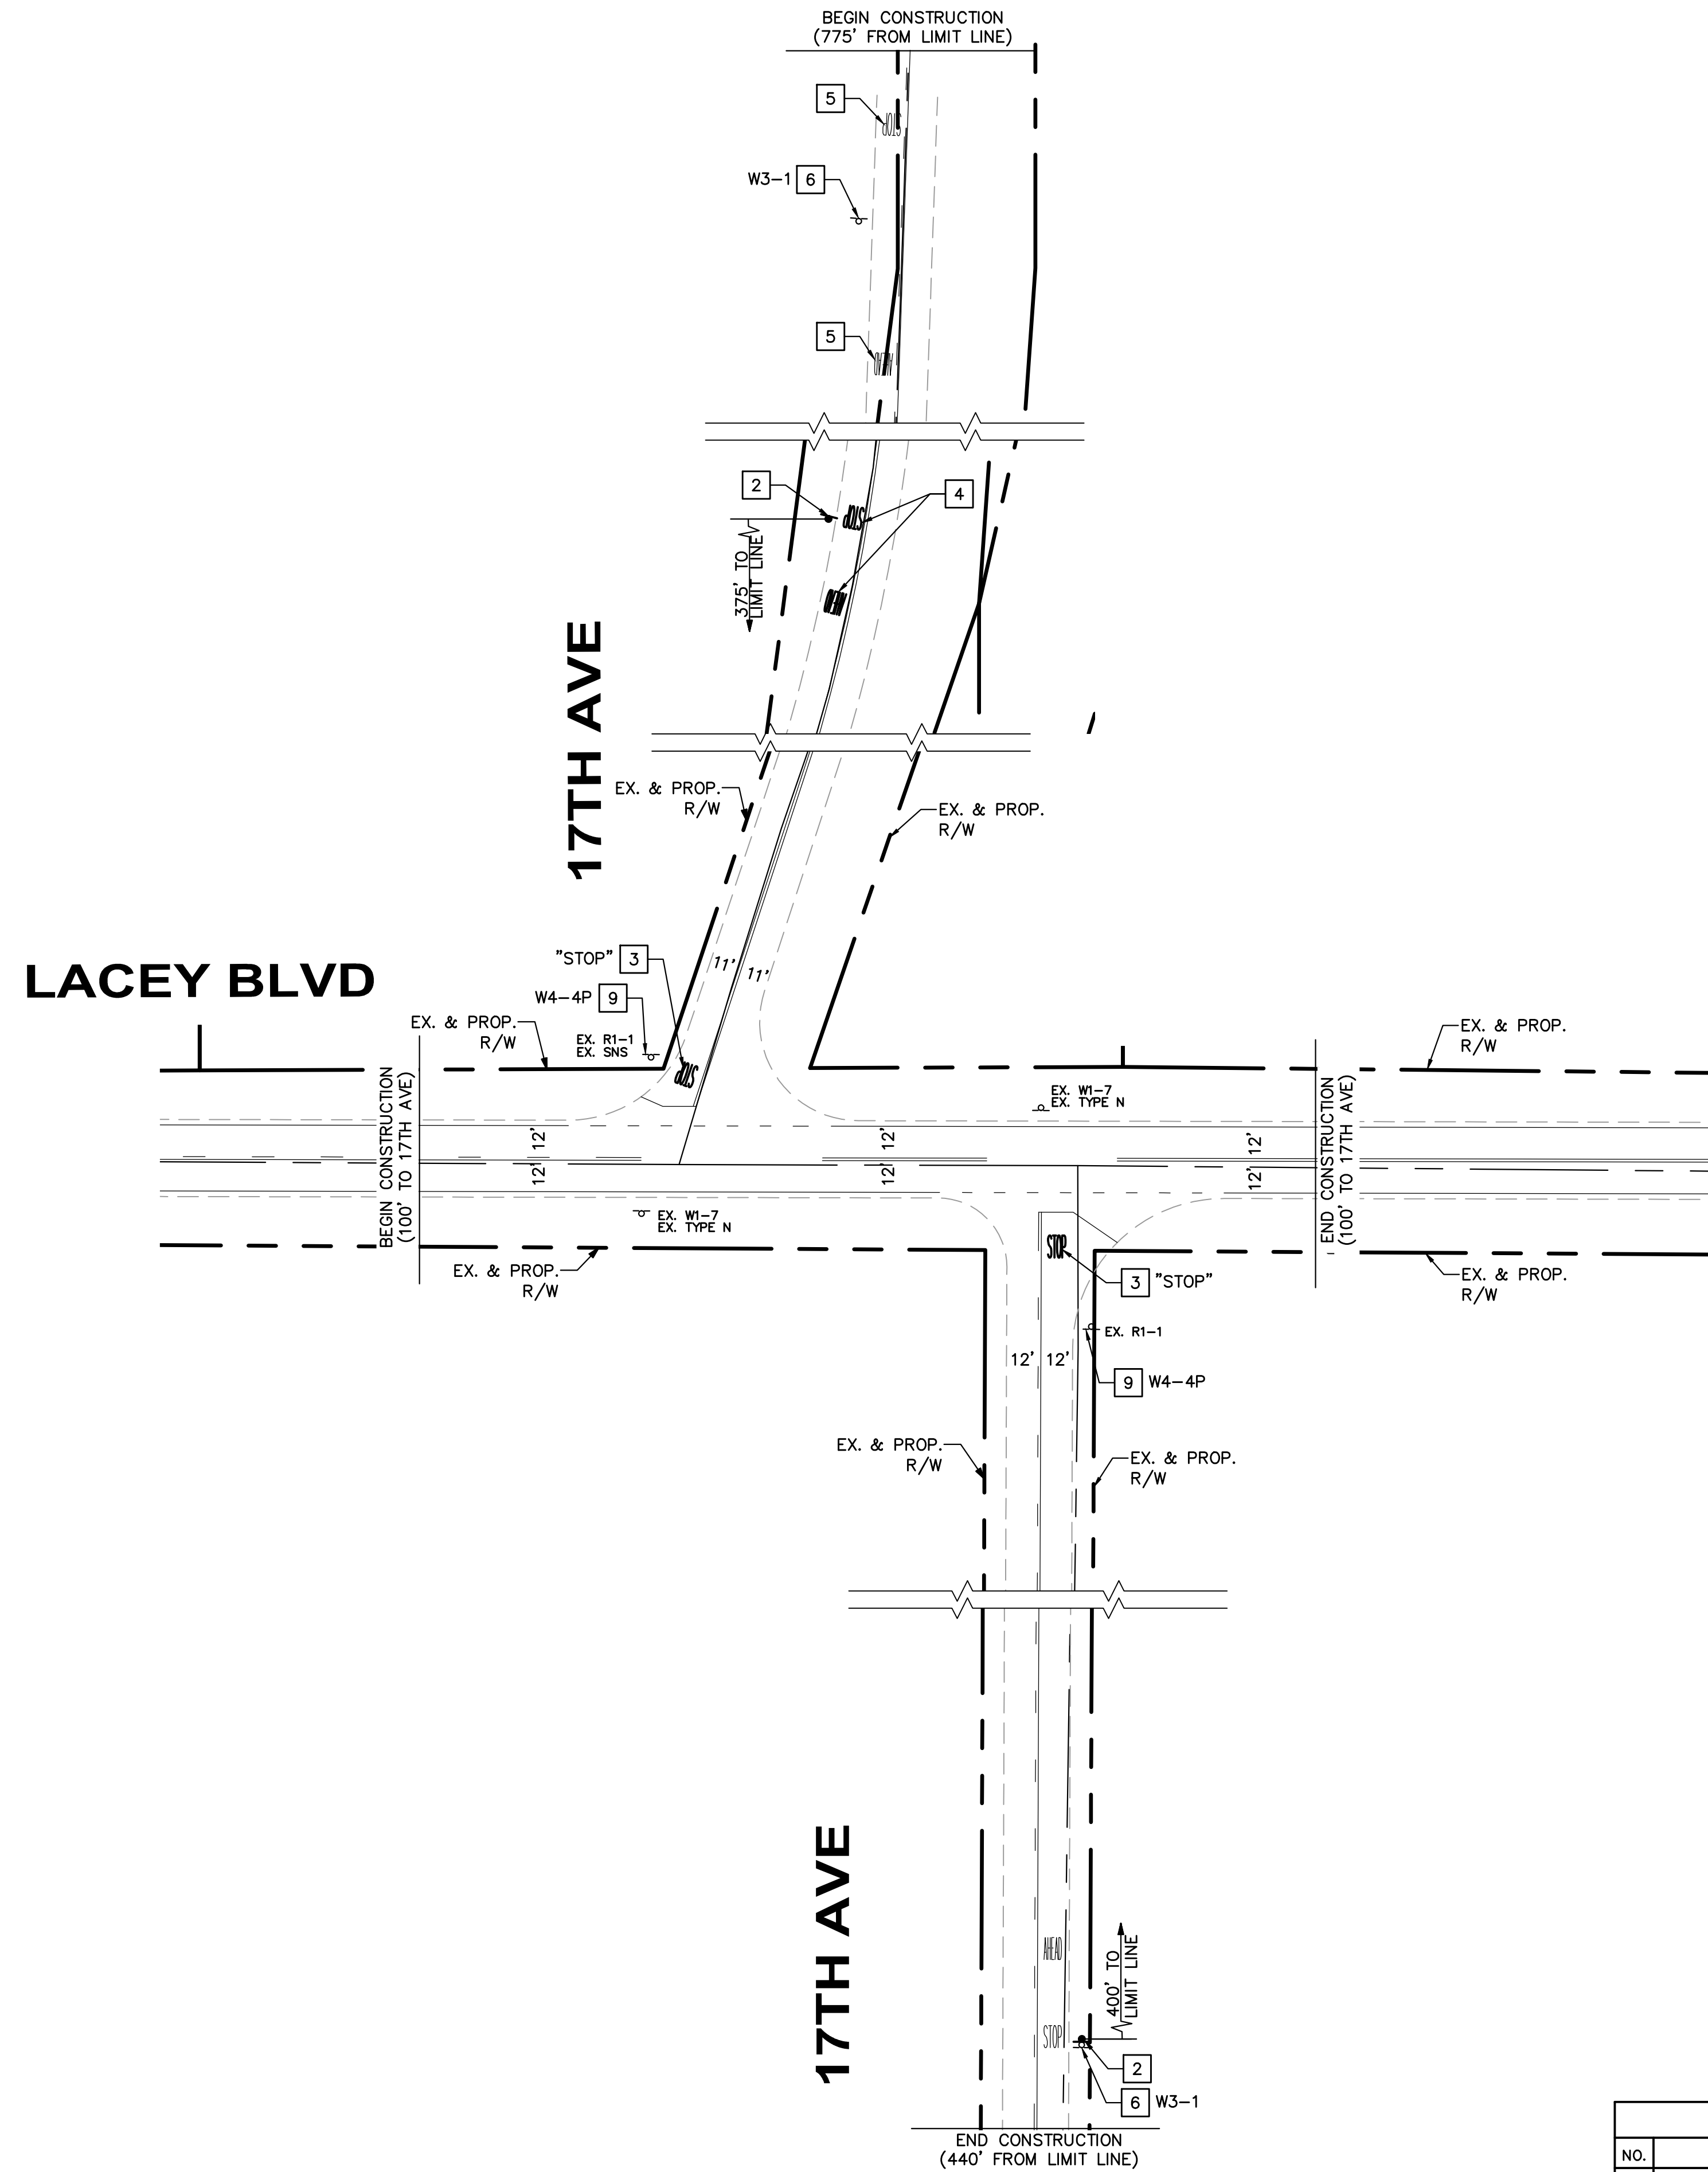 BEGIN CONSTRUCTION
(775' FROM LIMIT LINE)
5
STOP
W3-1 6
5
AHEAD
2
4
STOP
375' TO
LIMIT LINE
AHEAD
17TH AVE
EX. & PROP.
R/W
EX. & PROP.
R/W
"STOP" 3
11' 11'
LACEY BLVD
W4-4P 9
EX. & PROP.
R/W
EX. R1-1
EX. SNS
STOP
EX. & PROP.
R/W
BEGIN CONSTRUCTION
(100' TO 17TH AVE)
EX. W1-7
EX. TYPE N
END CONSTRUCTION
(100' TO 17TH AVE)
12' 12'
12' 12'
12' 12'
EX. W1-7
EX. TYPE N
STOP
EX. & PROP.
R/W
3 "STOP"
EX. & PROP.
R/W
EX. R1-1
12' 12'
9 W4-4P
EX. & PROP.
R/W
EX. & PROP.
R/W
17TH AVE
AHEAD
400' TO
LIMIT LINE
STOP
2
6 W3-1
END CONSTRUCTION
(440' FROM LIMIT LINE)
NO.